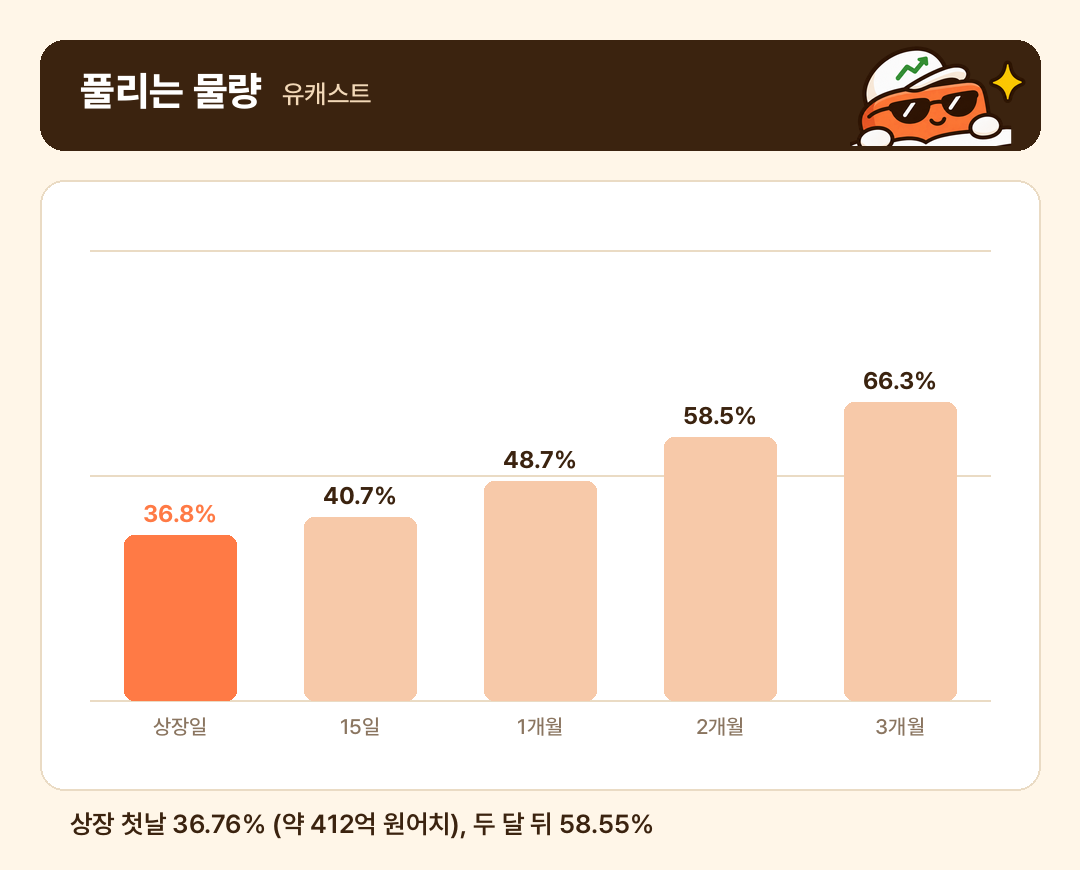 풀리는 물량 유캐스트
66.3%
58.5%
48.7%
40.7%
36.8%
상장일 15일 1개월 2개월 3개월
상장 첫날 36.76% (약 412억 원어치), 두 달 뒤 58.55%